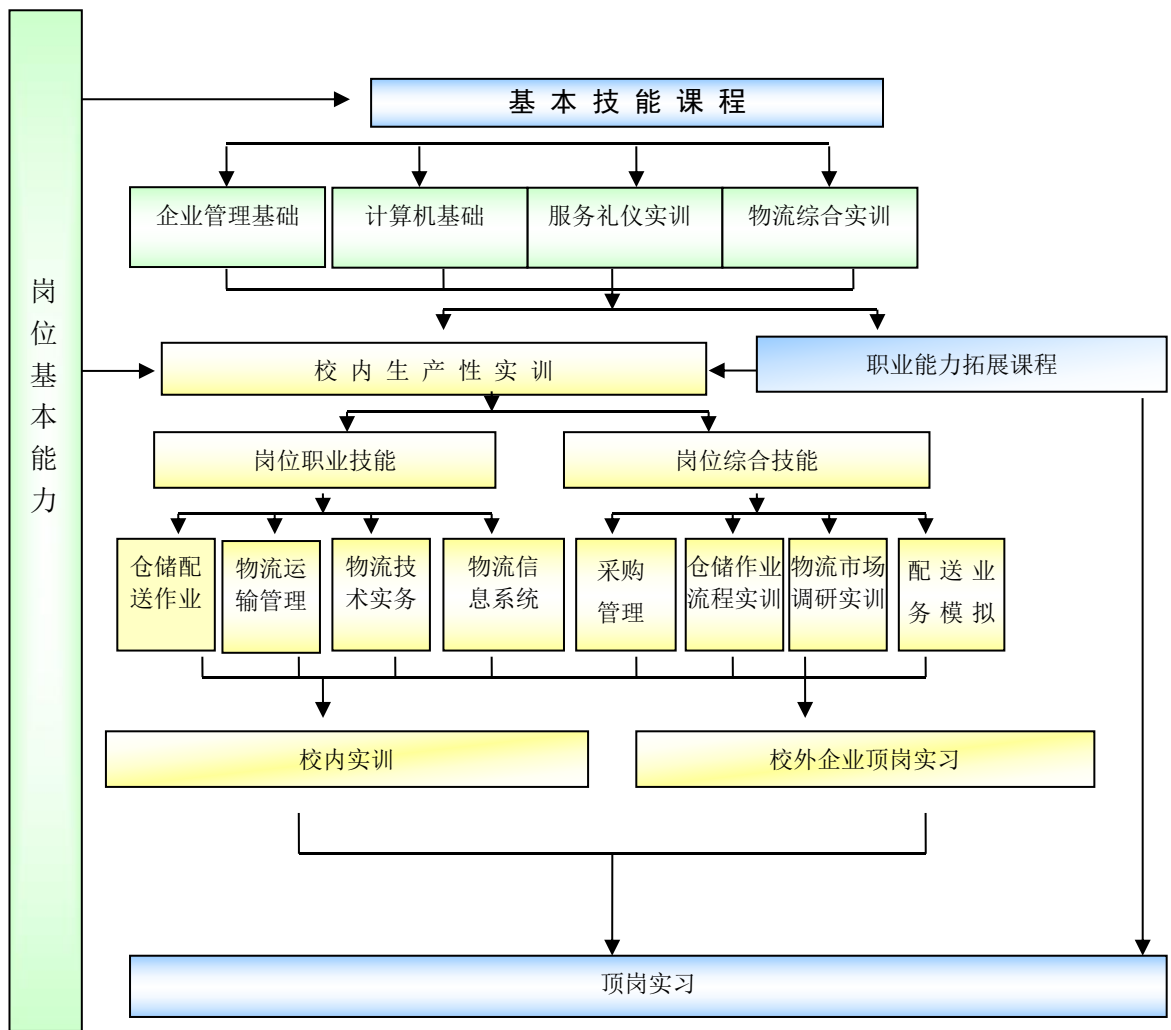 岗位基本能力
基本技能课程
企业管理基础
计算机基础
服务礼仪实训
物流综合实训
校内生产性实训
职业能力拓展课程
岗位职业技能
岗位综合技能
仓储配
送作业
物流运
输管理
物流技
术实务
物流信
息系统
采购
管理
仓储作业
流程实训
物流市场
调研实训
配送业
务模拟
校内实训
校外企业顶岗实习
顶岗实习